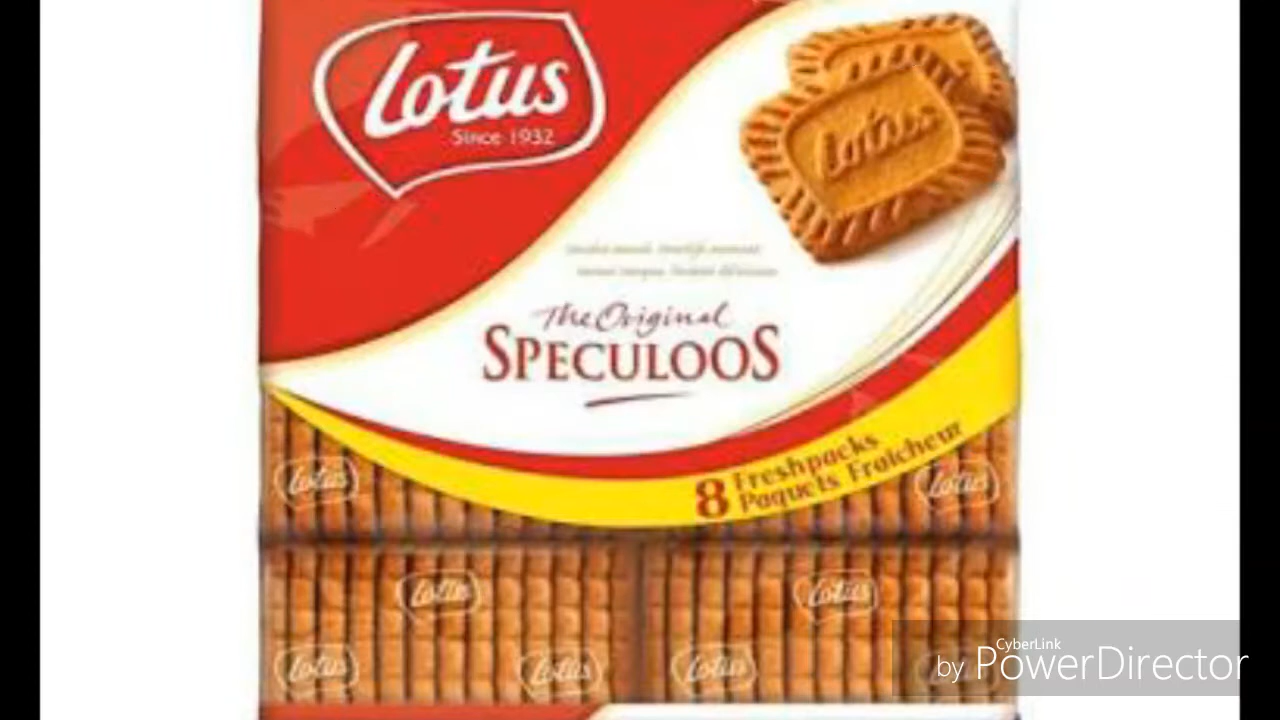 Lotus
Since 1932
Lotus
The Original
SPECULOOS
8 Freshpacks
Paquets Fraîcheur
Lotus
Lotus
Lotus
Lotus
Lotus
Lotus
Lotus
CyberLink
by PowerDirector